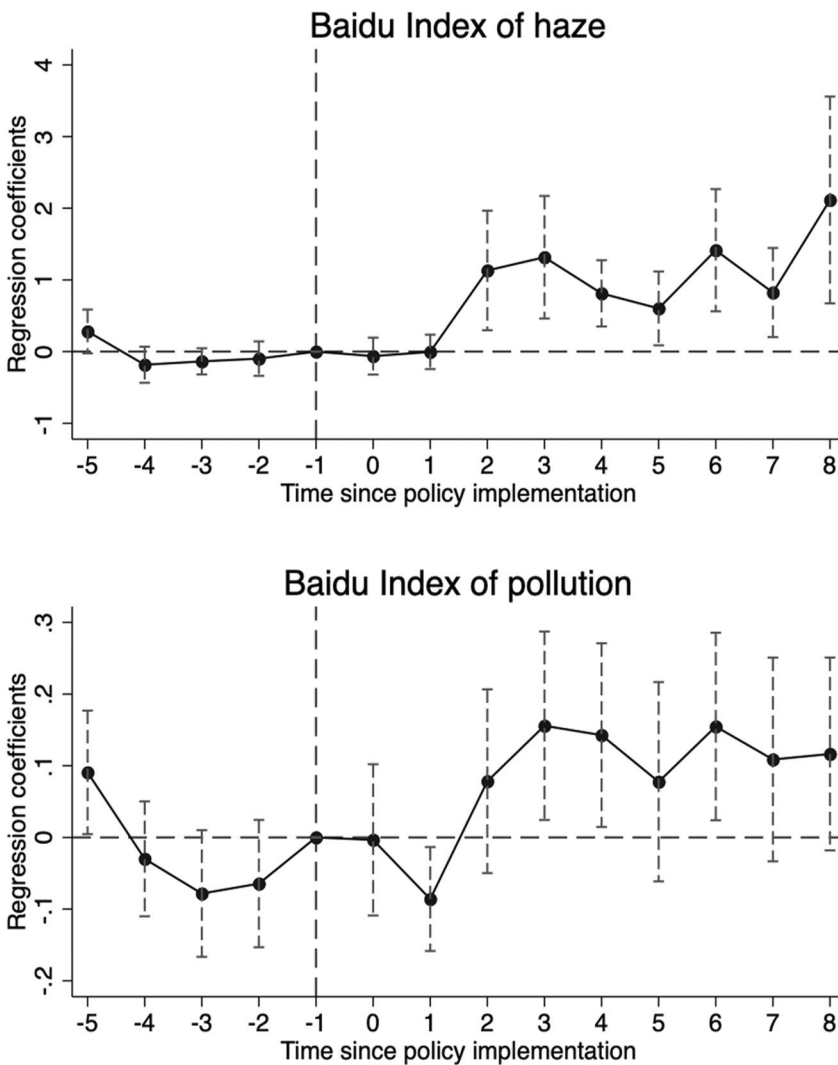 Baidu Index of haze
Regression coefficients
4
3
2
1
0
-1
-5 -4 -3 -2 -1 0 1 2 3 4 5 6 7 8
Time since policy implementation
Baidu Index of pollution
Regression coefficients
.3
.2
.1
0
-.1
-.2
-5 -4 -3 -2 -1 0 1 2 3 4 5 6 7 8
Time since policy implementation